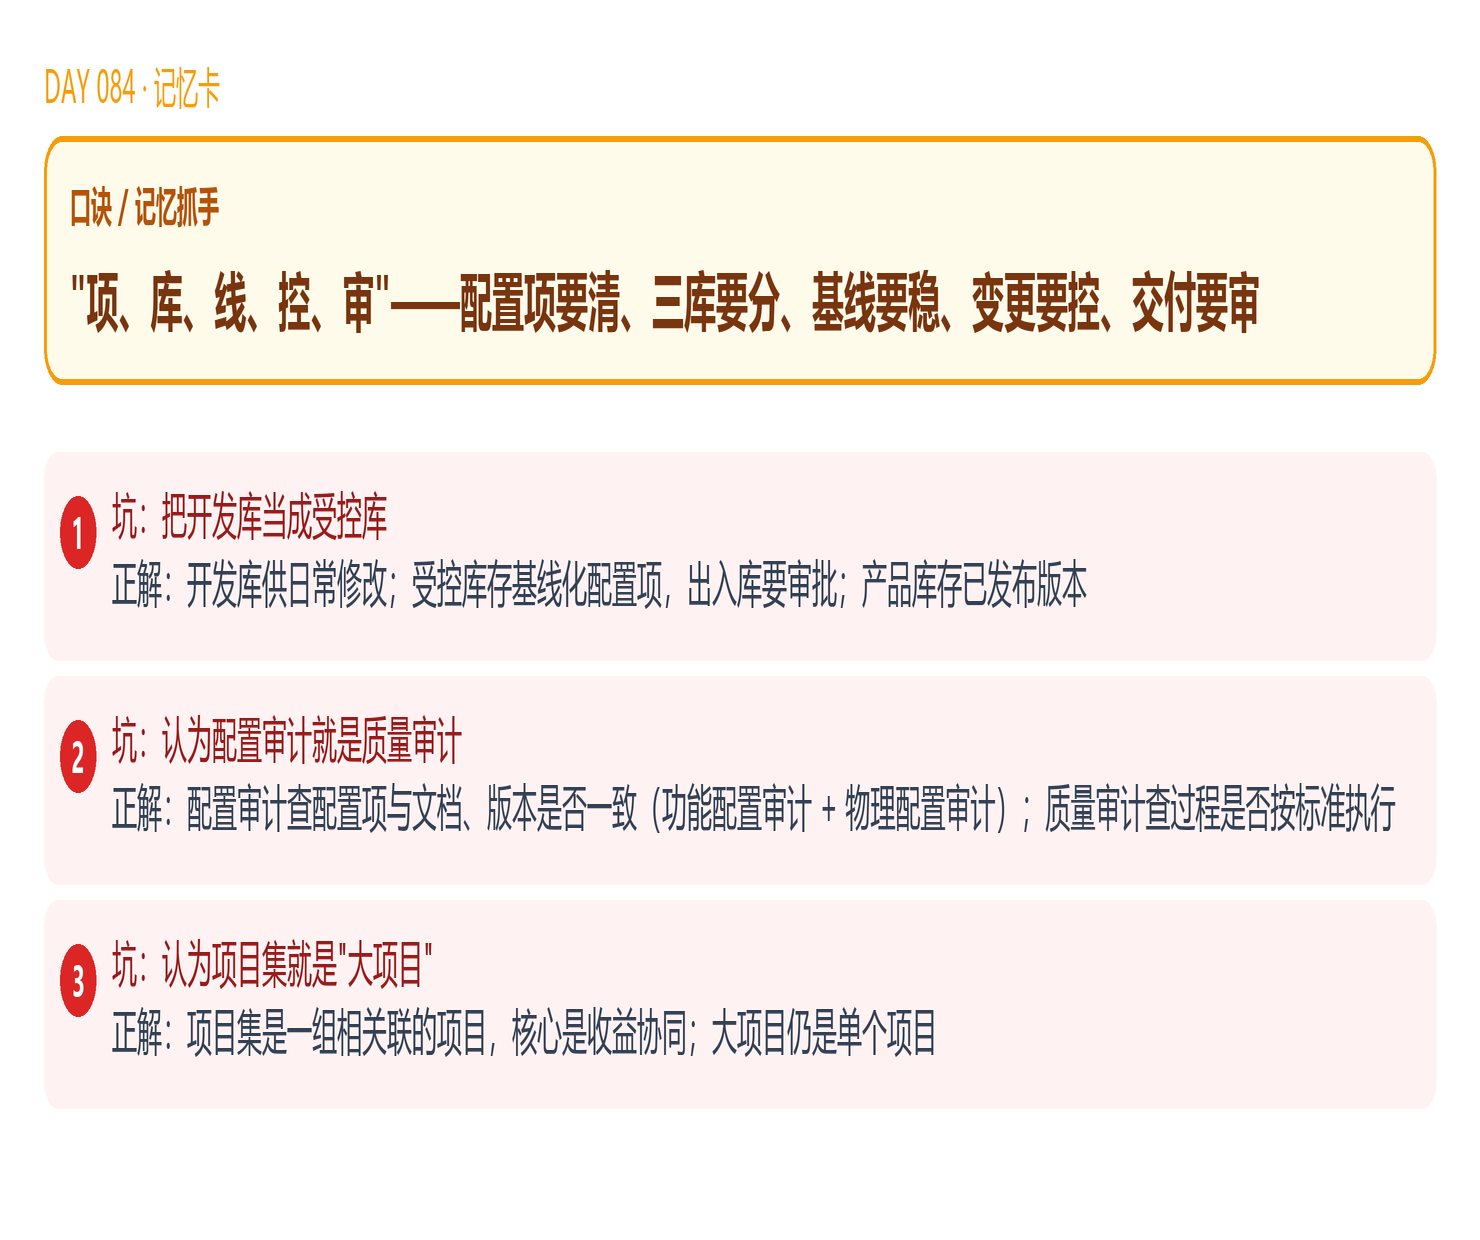 DAY 084 · 记忆卡
口诀 / 记忆抓手
"项、库、线、控、审"——配置项要清、三库要分、基线要稳、变更要控、交付要审
1
坑：把开发库当成受控库
正解：开发库供日常修改；受控库存基线化配置项，出入库要审批；产品库存已发布版本
2
坑：认为配置审计就是质量审计
正解：配置审计查配置项与文档、版本是否一致（功能配置审计 + 物理配置审计）；质量审计查过程是否按标准执行
3
坑：认为项目集就是"大项目"
正解：项目集是一组相关联的项目，核心是收益协同；大项目仍是单个项目